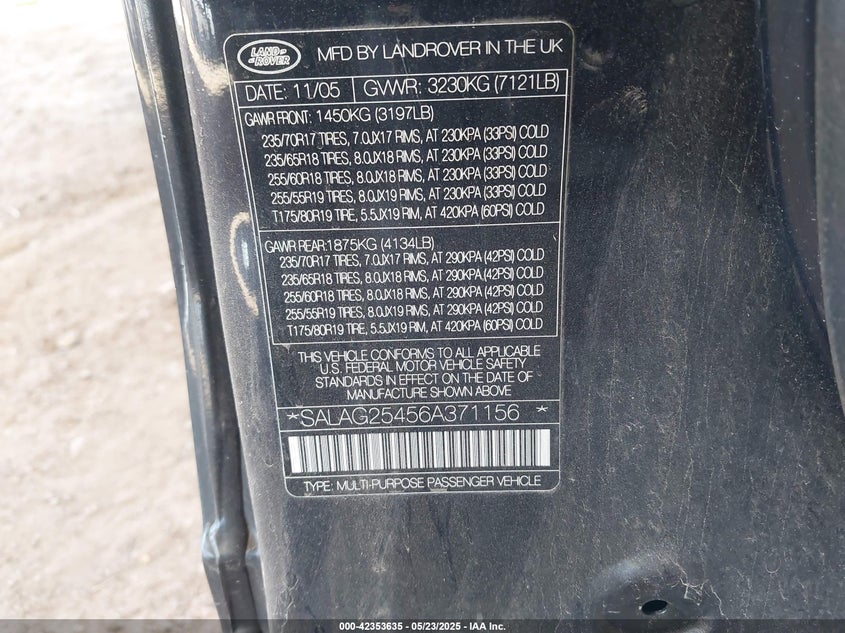 LAND
ROVER
MFD BY LANDROVER IN THE UK
DATE: 11/05 GVWR: 3230KG (7121LB)
GAWR FRONT: 1450KG (3197LB)
235/70R17 TIRES, 7.0JX17 RIMS, AT 230KPA (33PSI) COLD
235/65R18 TIRES, 8.0JX18 RIMS, AT 230KPA (33PSI) COLD
255/60R18 TIRES, 8.0JX18 RIMS, AT 230KPA (33PSI) COLD
255/55R19 TIRES, 8.0JX19 RIMS, AT 230KPA (33PSI) COLD
T175/80R19 TIRE, 5.5JX19 RIM, AT 420KPA (60PSI) COLD
GAWR REAR: 1875KG (4134LB)
235/70R17 TIRES, 7.0JX17 RIMS, AT 290KPA (42PSI) COLD
235/65R18 TIRES, 8.0JX18 RIMS, AT 290KPA (42PSI) COLD
255/60R18 TIRES, 8.0JX18 RIMS, AT 290KPA (42PSI) COLD
255/55R19 TIRES, 8.0JX19 RIMS, AT 290KPA (42PSI) COLD
T175/80R19 TIRE, 5.5JX19 RIM, AT 420KPA (60PSI) COLD
THIS VEHICLE CONFORMS TO ALL APPLICABLE
U.S. FEDERAL MOTOR VEHICLE SAFETY
STANDARDS IN EFFECT ON THE DATE OF
MANUFACTURE SHOWN ABOVE
*SALAG25456A371156 *
TYPE: MULTI-PURPOSE PASSENGER VEHICLE
000-42353635 - 05/23/2025 - IAA Inc.